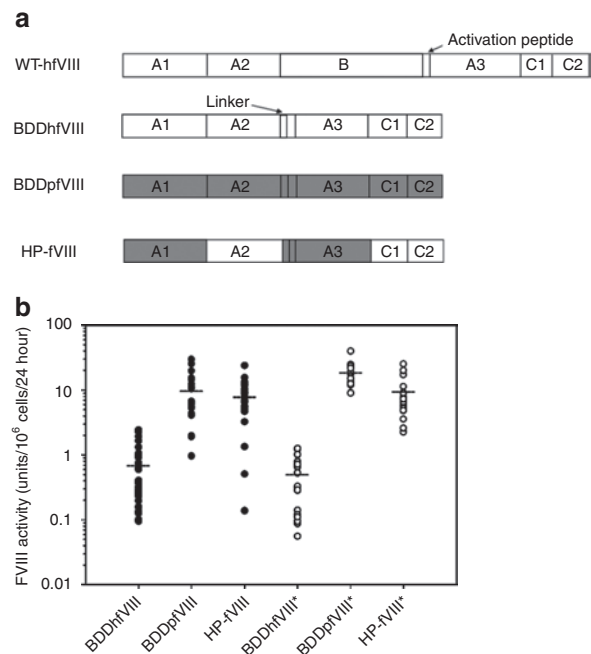 a
Activation peptide
WT-hfVIII A1 A2 B A3 C1 C2
Linker
BDDhfVIII A1 A2 A3 C1 C2
BDDpfVIII A1 A2 A3 C1 C2
HP-fVIII A1 A2 A3 C1 C2
b
FVIII activity (units/10⁶ cells/24 hour)
100
10
1
0.1
0.01
BDDhfVIII
BDDpfVIII
HP-fVIII
BDDhfVIII*
BDDpfVIII*
HP-fVIII*